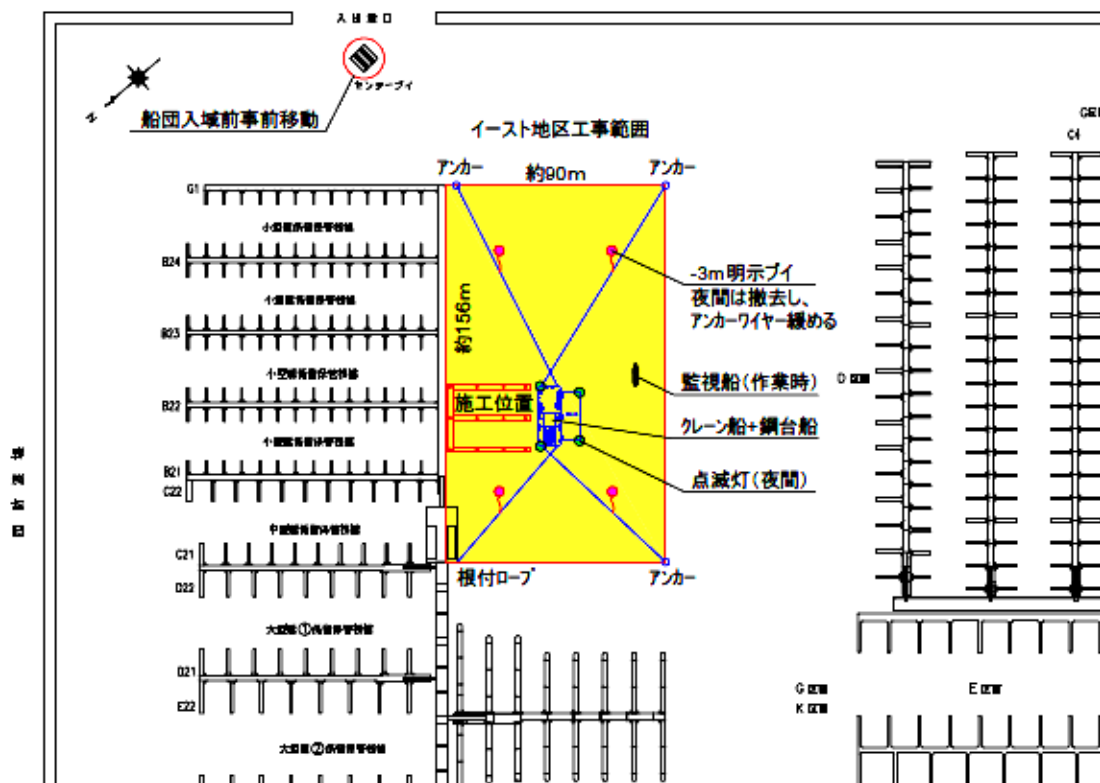 入出港口
センターブイ
N
船団入域前事前移動
イースト地区工事範囲
アンカー
約90m
アンカー
C4
G1
B24
-3m明示ブイ
夜間は撤去し、
アンカーワイヤー緩める
約156m
B23
監視船(作業時)
施工位置
B22
クレーン船+鋼台船
点滅灯(夜間)
B21
C22
根付ロープ
アンカー
C21
D22
D21
E22
G区画
K区画
E区画
D区画